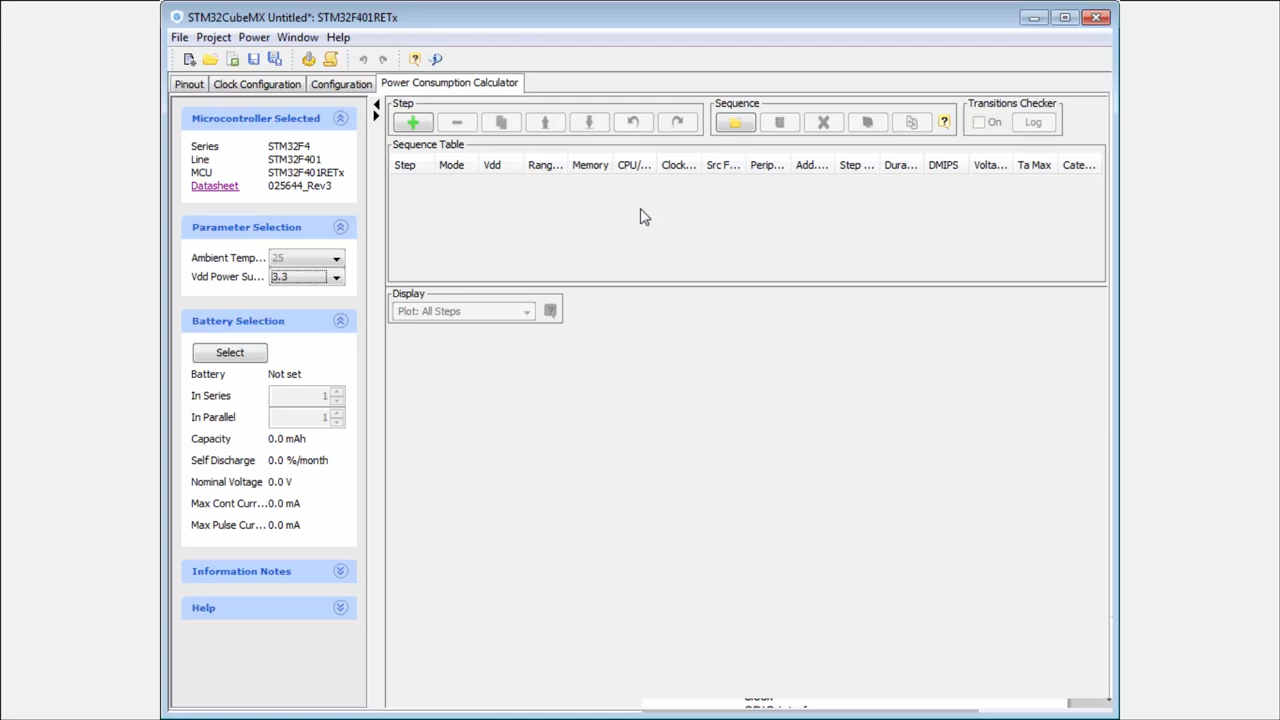 STM32CubeMX Untitled*: STM32F401RETx
File Project Power Window Help
Pinout Clock Configuration Configuration Power Consumption Calculator
Microcontroller Selected
Series STM32F4
Line STM32F401
MCU STM32F401RETx
Datasheet 025644_Rev3
Parameter Selection
Ambient Temp... 25
Vdd Power Su... 3.3
Battery Selection
Select
Battery Not set
In Series 1
In Parallel 1
Capacity 0.0 mAh
Self Discharge 0.0 %/month
Nominal Voltage 0.0 V
Max Cont Curr... 0.0 mA
Max Pulse Cur... 0.0 mA
Information Notes
Help
Step Sequence Transitions Checker
On Log
Sequence Table
Step Mode Vdd Rang... Memory CPU/... Clock... Src F... Perip... Add.... Step ... Dura... DMIPS Volta... Ta Max Cate...
Display
Plot: All Steps